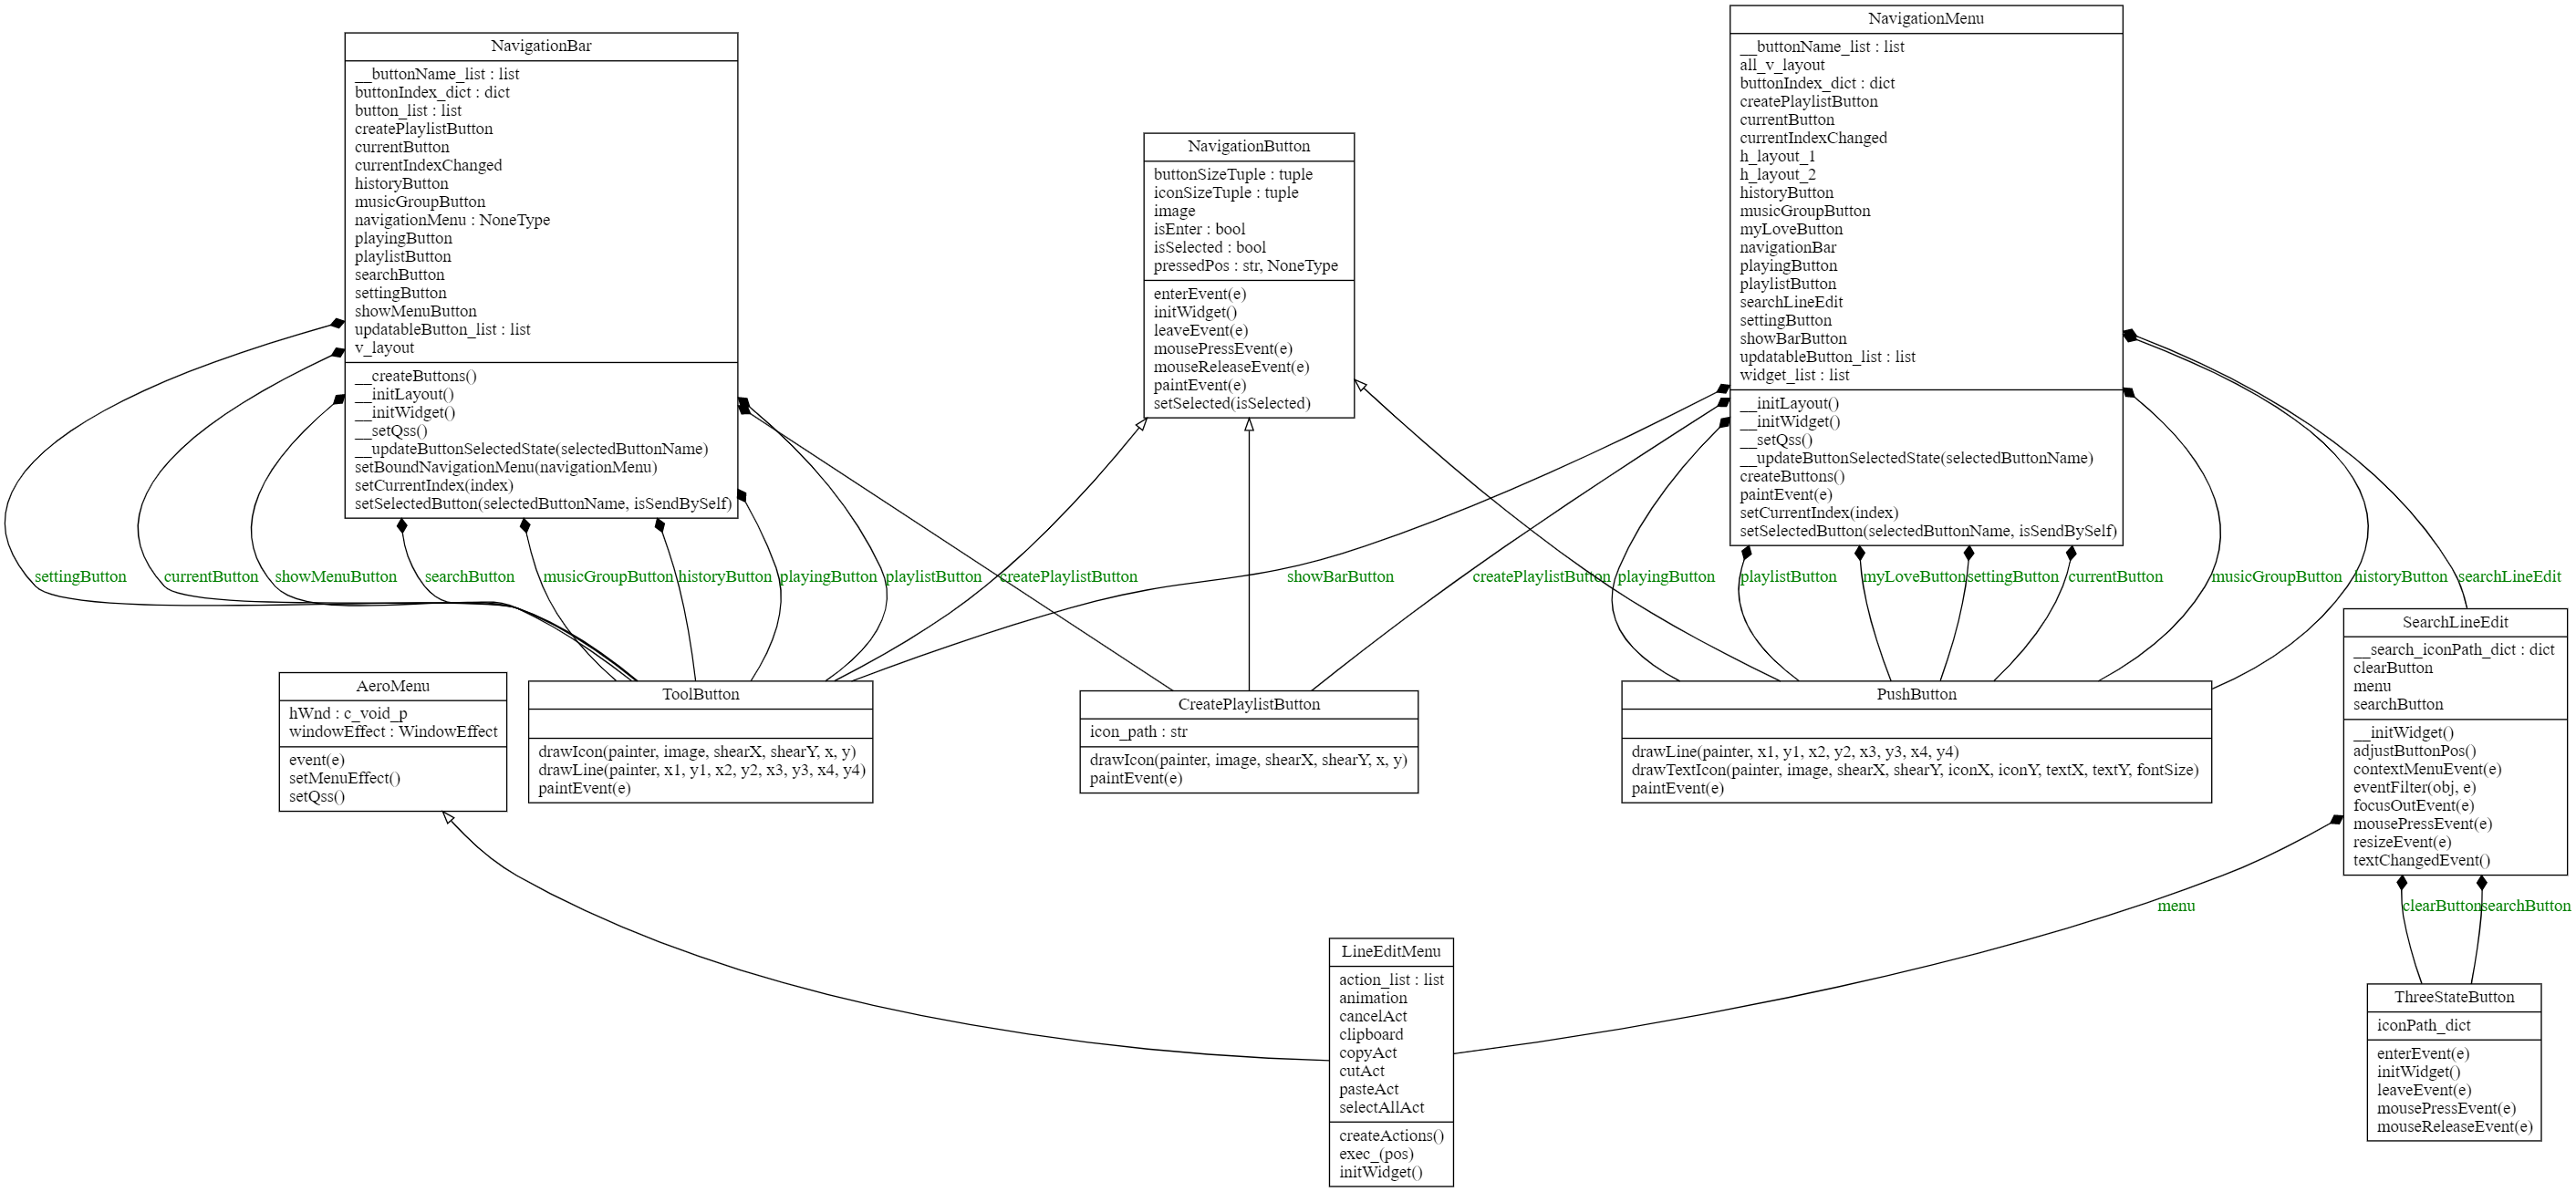 NavigationBar
__buttonName_list : list
buttonIndex_dict : dict
button_list : list
createPlaylistButton
currentButton
currentIndexChanged
historyButton
musicGroupButton
navigationMenu : NoneType
playingButton
playlistButton
searchButton
settingButton
showMenuButton
updatableButton_list : list
v_layout
__createButtons()
__initLayout()
__initWidget()
__setQss()
__updateButtonSelectedState(selectedButtonName)
setBoundNavigationMenu(navigationMenu)
setCurrentIndex(index)
setSelectedButton(selectedButtonName, isSendBySelf)
NavigationButton
buttonSizeTuple : tuple
iconSizeTuple : tuple
image
isEnter : bool
isSelected : bool
pressedPos : str, NoneType
enterEvent(e)
initWidget()
leaveEvent(e)
mousePressEvent(e)
mouseReleaseEvent(e)
paintEvent(e)
setSelected(isSelected)
NavigationMenu
__buttonName_list : list
all_v_layout
buttonIndex_dict : dict
createPlaylistButton
currentButton
currentIndexChanged
h_layout_1
h_layout_2
historyButton
musicGroupButton
myLoveButton
navigationBar
playingButton
playlistButton
searchLineEdit
settingButton
showBarButton
updatableButton_list : list
widget_list : list
__initLayout()
__initWidget()
__setQss()
__updateButtonSelectedState(selectedButtonName)
createButtons()
paintEvent(e)
setCurrentIndex(index)
setSelectedButton(selectedButtonName, isSendBySelf)
settingButton
currentButton
showMenuButton
searchButton
musicGroupButton
historyButton
playingButton
playlistButton
createPlaylistButton
showBarButton
createPlaylistButton
playingButton
playlistButton
myLoveButton
settingButton
currentButton
musicGroupButton
historyButton
searchLineEdit
AeroMenu
hWnd : c_void_p
windowEffect : WindowEffect
event(e)
setMenuEffect()
setQss()
ToolButton
drawIcon(painter, image, shearX, shearY, x, y)
drawLine(painter, x1, y1, x2, y2, x3, y3, x4, y4)
paintEvent(e)
CreatePlaylistButton
icon_path : str
drawIcon(painter, image, shearX, shearY, x, y)
paintEvent(e)
PushButton
drawLine(painter, x1, y1, x2, y2, x3, y3, x4, y4)
drawTextIcon(painter, image, shearX, shearY, iconX, iconY, textX, textY, fontSize)
paintEvent(e)
SearchLineEdit
__search_iconPath_dict : dict
clearButton
menu
searchButton
__initWidget()
adjustButtonPos()
contextMenuEvent(e)
eventFilter(obj, e)
focusOutEvent(e)
mousePressEvent(e)
resizeEvent(e)
textChangedEvent()
menu
clearButton
searchButton
LineEditMenu
action_list : list
animation
cancelAct
clipboard
copyAct
cutAct
pasteAct
selectAllAct
createActions()
exec_(pos)
initWidget()
ThreeStateButton
iconPath_dict
enterEvent(e)
initWidget()
leaveEvent(e)
mousePressEvent(e)
mouseReleaseEvent(e)